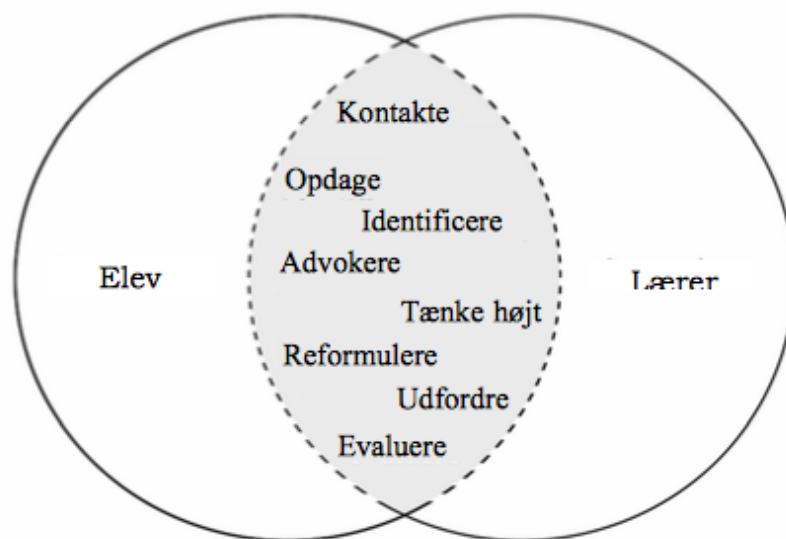 Kontakte
Opdage
Identificere
Advokere
Elev
Lærer
Tænke højt
Reformulere
Udfordre
Evaluere